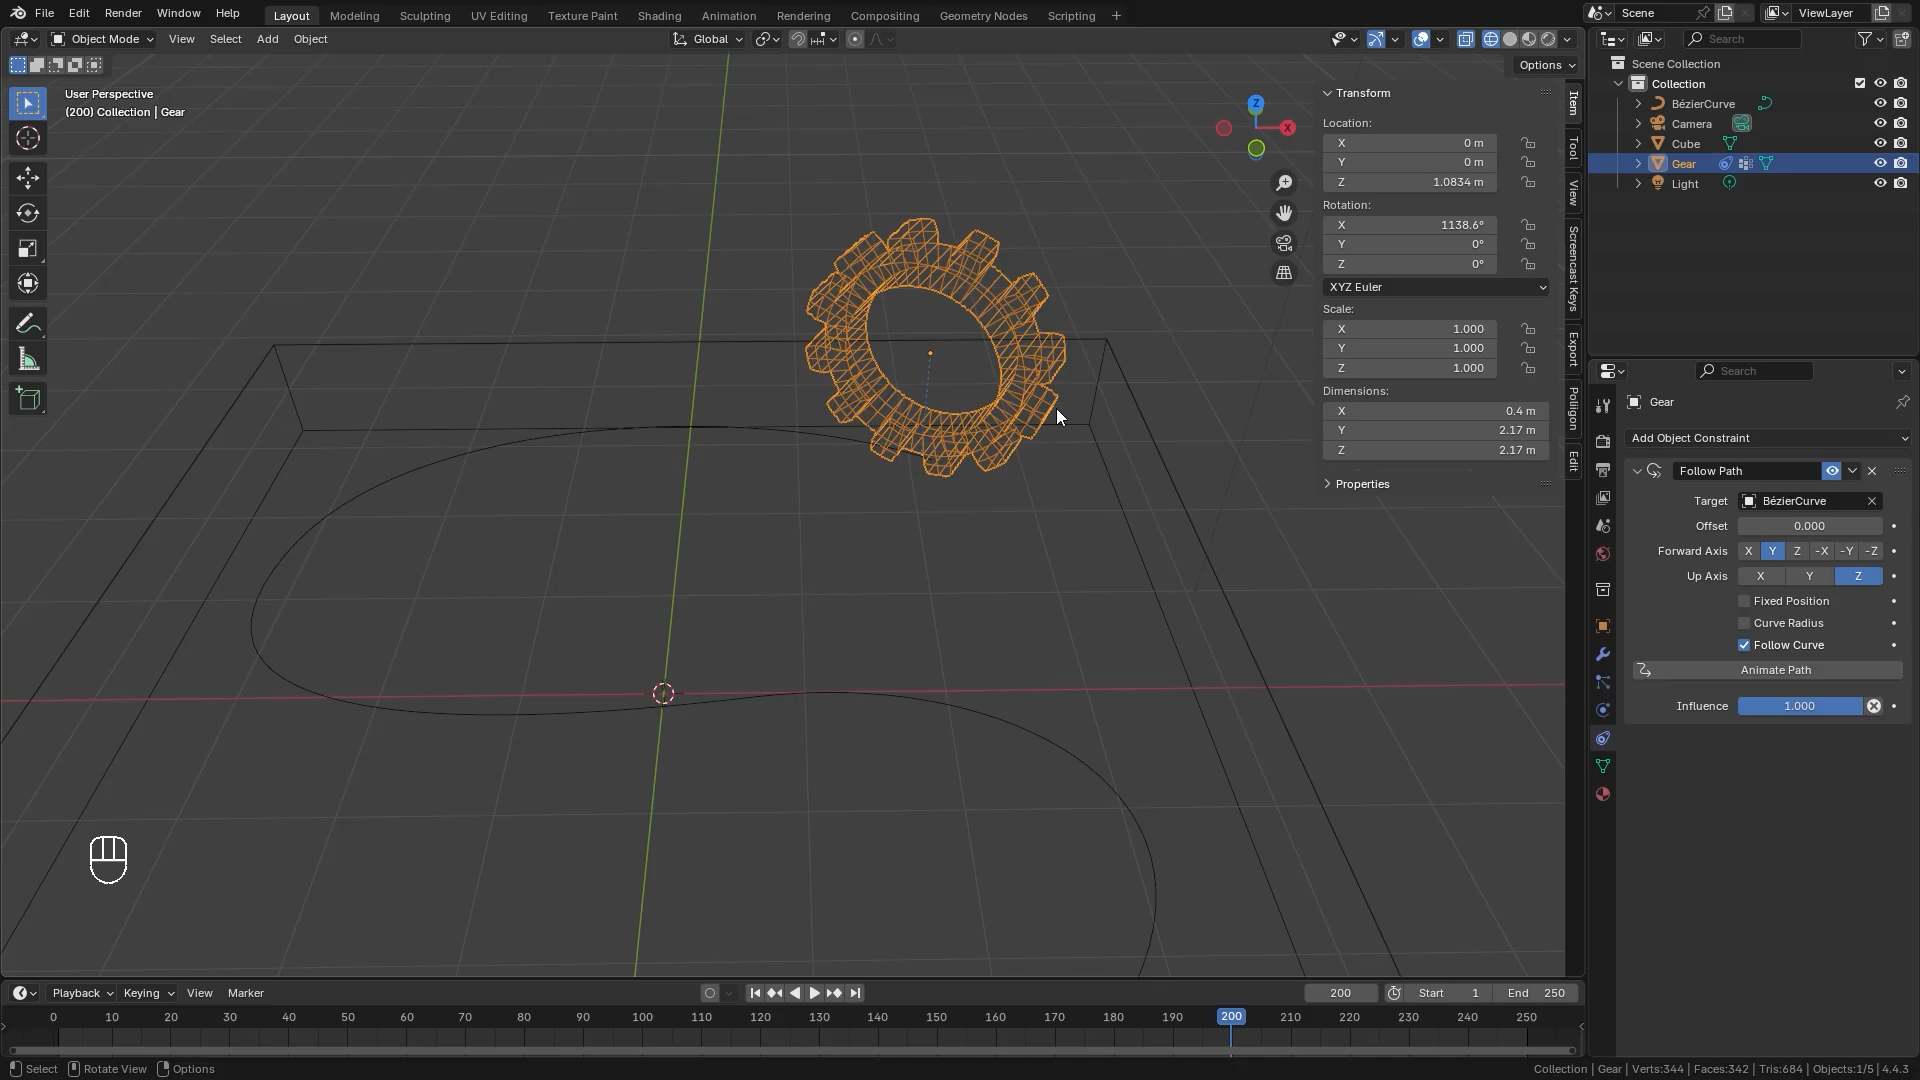 File Edit Render Window Help
Layout Modeling Sculpting UV Editing Texture Paint Shading Animation Rendering Compositing Geometry Nodes Scripting +
Scene
ViewLayer
Object Mode View Select Add Object
Global
Options
User Perspective
(200) Collection | Gear
Z
X
Transform
Location:
X 0 m
Y 0 m
Z 1.0834 m
Rotation:
X 1138.6°
Y 0°
Z 0°
XYZ Euler
Scale:
X 1.000
Y 1.000
Z 1.000
Dimensions:
X 0.4 m
Y 2.17 m
Z 2.17 m
Properties
Item
Tool
View
Screencast Keys
Export
Poliigon
Edit
Search
Scene Collection
Collection
BézierCurve
Camera
Cube
Gear
Light
Search
Gear
Add Object Constraint
Follow Path
Target BézierCurve
Offset 0.000
Forward Axis X Y Z -X -Y -Z
Up Axis X Y Z
Fixed Position
Curve Radius
Follow Curve
Animate Path
Influence 1.000
Playback Keying View Marker
200 Start 1 End 250
0 10 20 30 40 50 60 70 80 90 100 110 120 130 140 150 160 170 180 190 200 210 220 230 240 250
Select Rotate View Options
Collection | Gear | Verts:344 | Faces:342 | Tris:684 | Objects:1/5 | 4.4.3